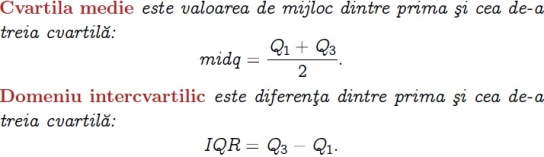 Cvartila medie este valoarea de mijloc dintre prima şi cea de-a
treia cvartilă:
midq = \frac{Q_1 + Q_3}{2}.
Domeniu intercvartilic este diferenţa dintre prima şi cea de-a
treia cvartilă:
IQR = Q_3 − Q_1.